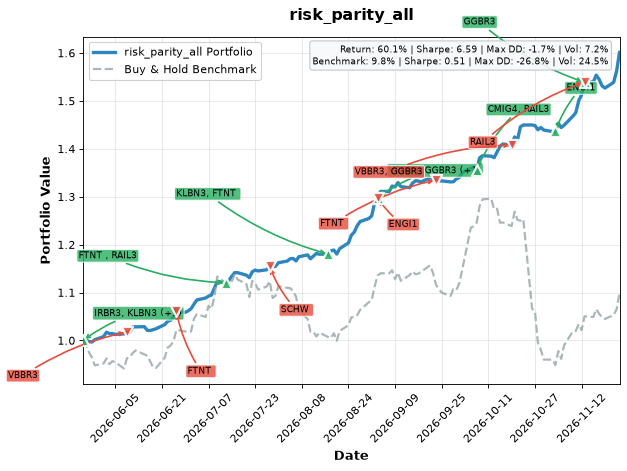 risk_parity_all
GGBR3
risk_parity_all Portfolio
Buy & Hold Benchmark
Return: 60.1% | Sharpe: 6.59 | Max DD: -1.7% | Vol: 7.2%
Benchmark: 9.8% | Sharpe: 0.51 | Max DD: -26.8% | Vol: 24.5%
CMIG4, RAIL3
RAIL3
VBBR3, GGBR3
GGBR3 (+
KLBN3, FTNT
FTNT
ENGI1
FTNT , RAIL3
SCHW
IRBR3, KLBN3 (+
FTNT
VBBR3
Portfolio Value
1.6
1.5
1.4
1.3
1.2
1.1
1.0
2026-06-05
2026-06-21
2026-07-07
2026-07-23
2026-08-08
2026-08-24
2026-09-09
2026-09-25
2026-10-11
2026-10-27
2026-11-12
Date